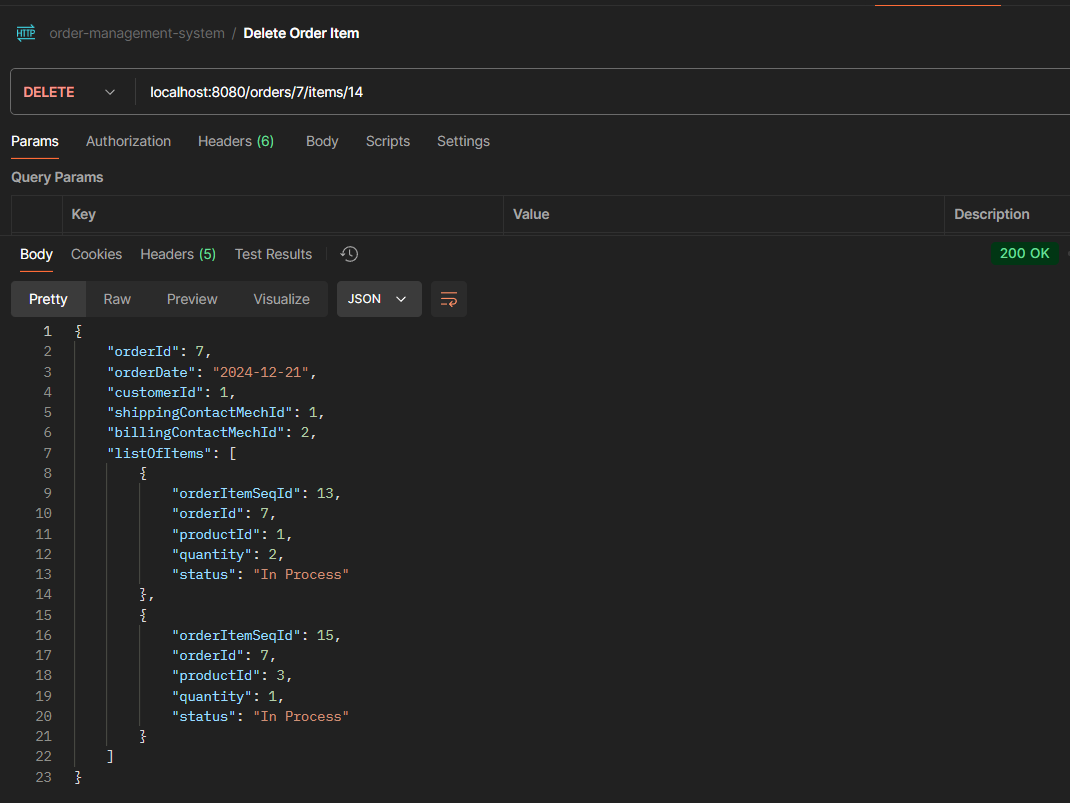 HTTP order-management-system / Delete Order Item
DELETE localhost:8080/orders/7/items/14
Params Authorization Headers (6) Body Scripts Settings
Query Params
Key Value Description
Body Cookies Headers (5) Test Results 200 OK
Pretty Raw Preview Visualize JSON
1 {
2 "orderId": 7,
3 "orderDate": "2024-12-21",
4 "customerId": 1,
5 "shippingContactMechId": 1,
6 "billingContactMechId": 2,
7 "listOfItems": [
8 {
9 "orderItemSeqId": 13,
10 "orderId": 7,
11 "productId": 1,
12 "quantity": 2,
13 "status": "In Process"
14 },
15 {
16 "orderItemSeqId": 15,
17 "orderId": 7,
18 "productId": 3,
19 "quantity": 1,
20 "status": "In Process"
21 }
22 ]
23 }